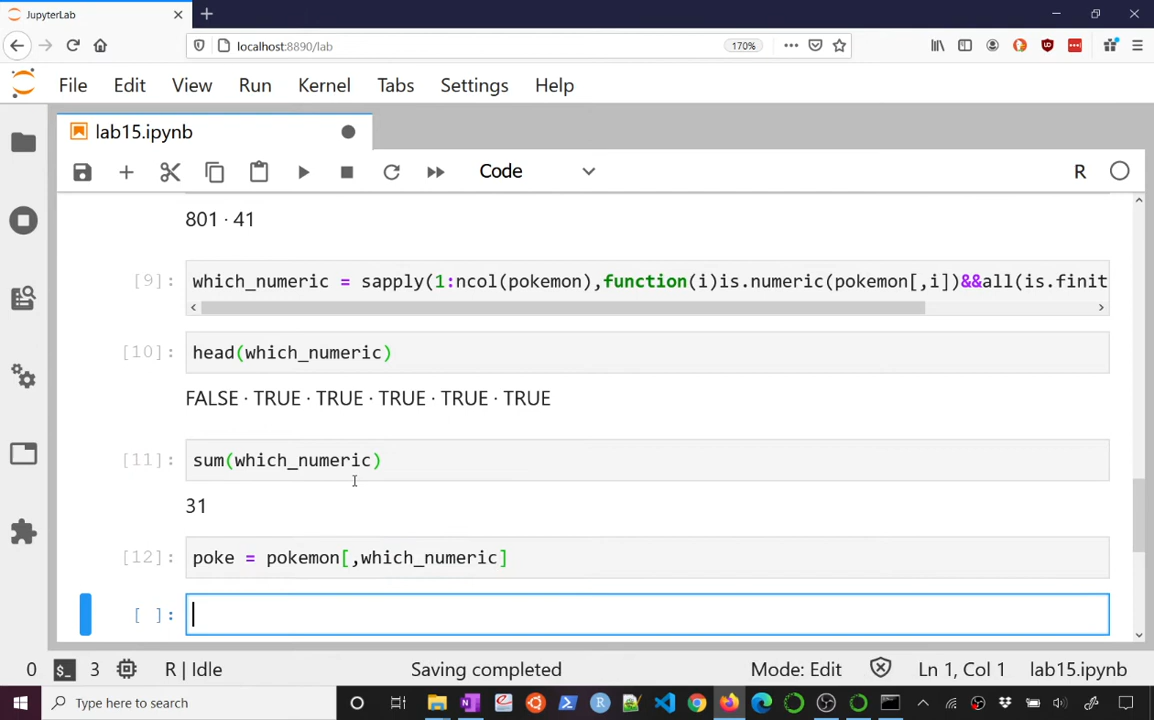 JupyterLab
localhost:8890/lab
170%
File Edit View Run Kernel Tabs Settings Help
lab15.ipynb
Code
R
801 · 41
[9]: which_numeric = sapply(1:ncol(pokemon),function(i)is.numeric(pokemon[,i])&&all(is.finit
[10]: head(which_numeric)
FALSE · TRUE · TRUE · TRUE · TRUE · TRUE
[11]: sum(which_numeric)
31
[12]: poke = pokemon[,which_numeric]
[ ]:
0 $_ 3 R | Idle Saving completed Mode: Edit Ln 1, Col 1 lab15.ipynb
Type here to search